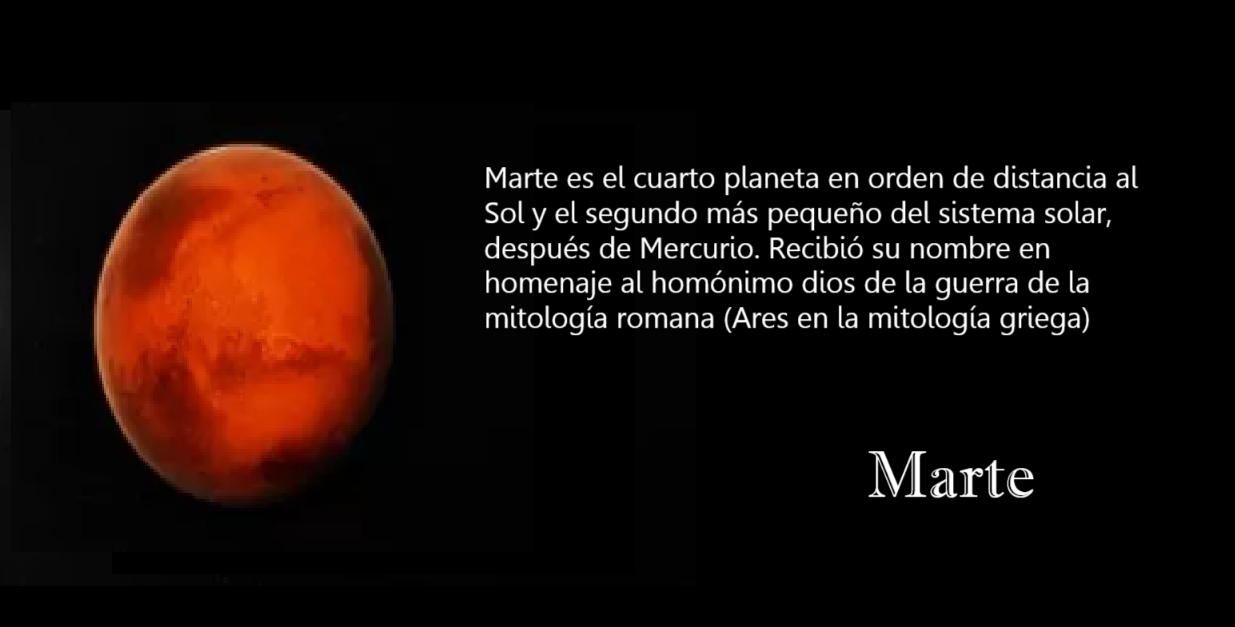 Marte es el cuarto planeta en orden de distancia al
Sol y el segundo más pequeño del sistema solar,
después de Mercurio. Recibió su nombre en
homenaje al homónimo dios de la guerra de la
mitología romana (Ares en la mitología griega)
Marte